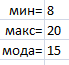 мин= 8
макс= 20
мода= 15